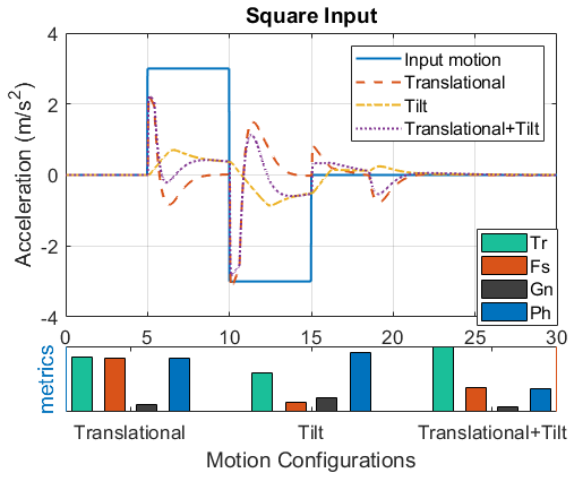 Square Input
Acceleration (m/s²)
4
2
0
-2
-4
Input motion
Translational
Tilt
Translational+Tilt
Tr
Fs
Gn
Ph
0 5 10 15 20 25 30
metrics
Translational Tilt Translational+Tilt
Motion Configurations